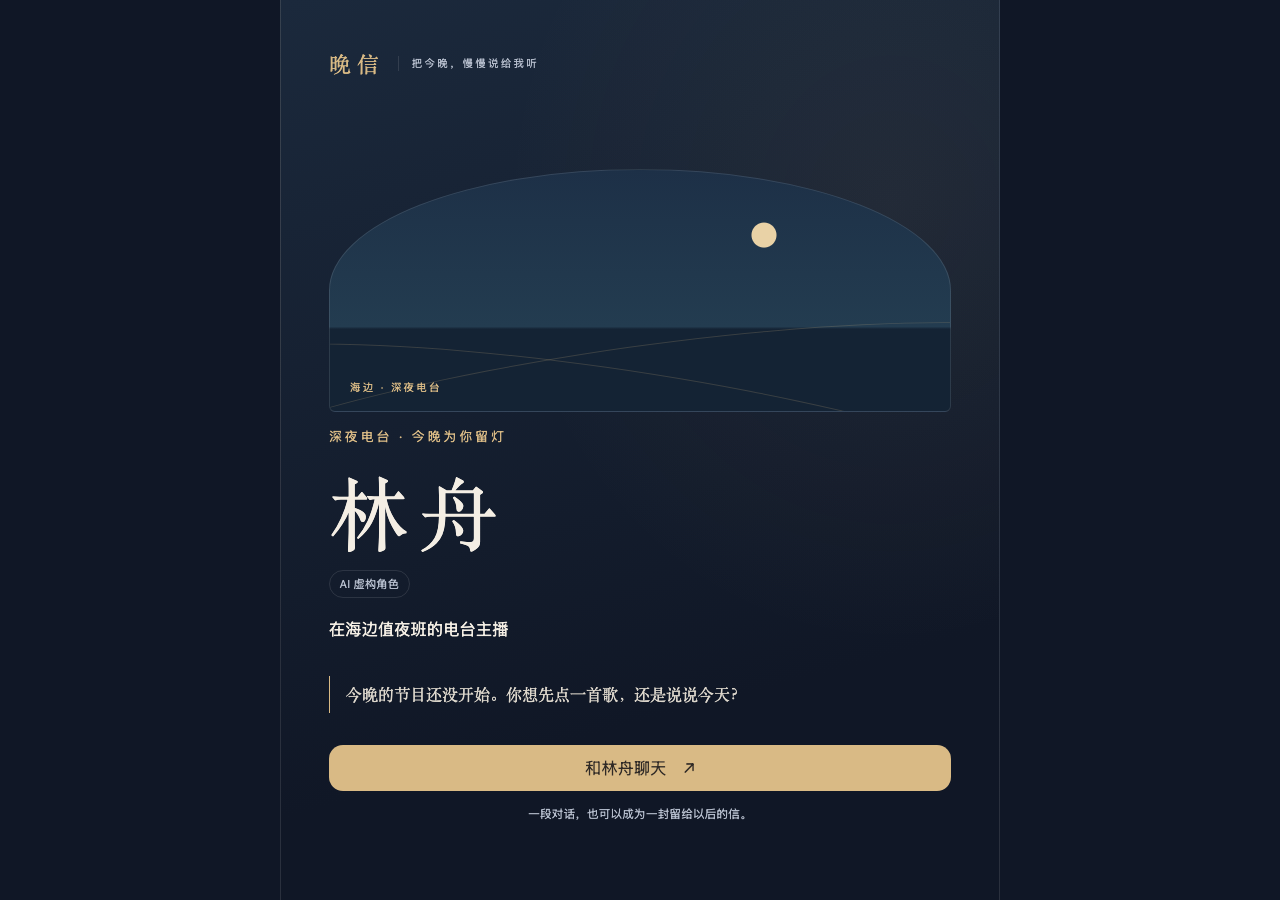 晚信
把今晚，慢慢说给我听
海边 · 深夜电台
深夜电台 · 今晚为你留灯
林舟
AI 虚构角色
在海边值夜班的电台主播
今晚的节目还没开始。你想先点一首歌，还是说说今天？
和林舟聊天 ↗
一段对话，也可以成为一封留给以后的信。